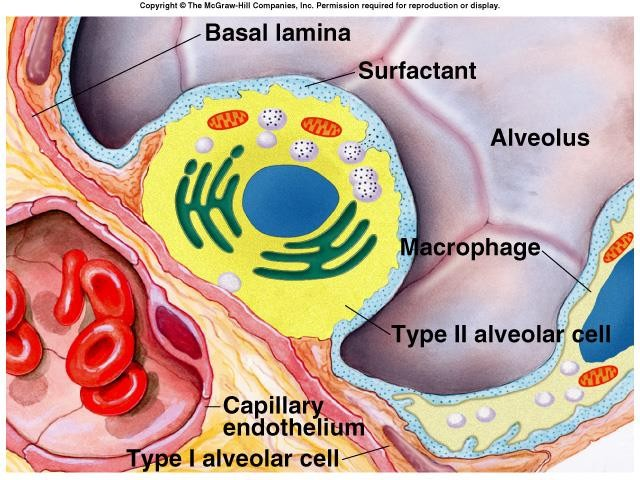 Copyright © The McGraw-Hill Companies, Inc. Permission required for reproduction or display.
Basal lamina
Surfactant
Alveolus
Macrophage
Type II alveolar cell
Capillary
endothelium
Type I alveolar cell